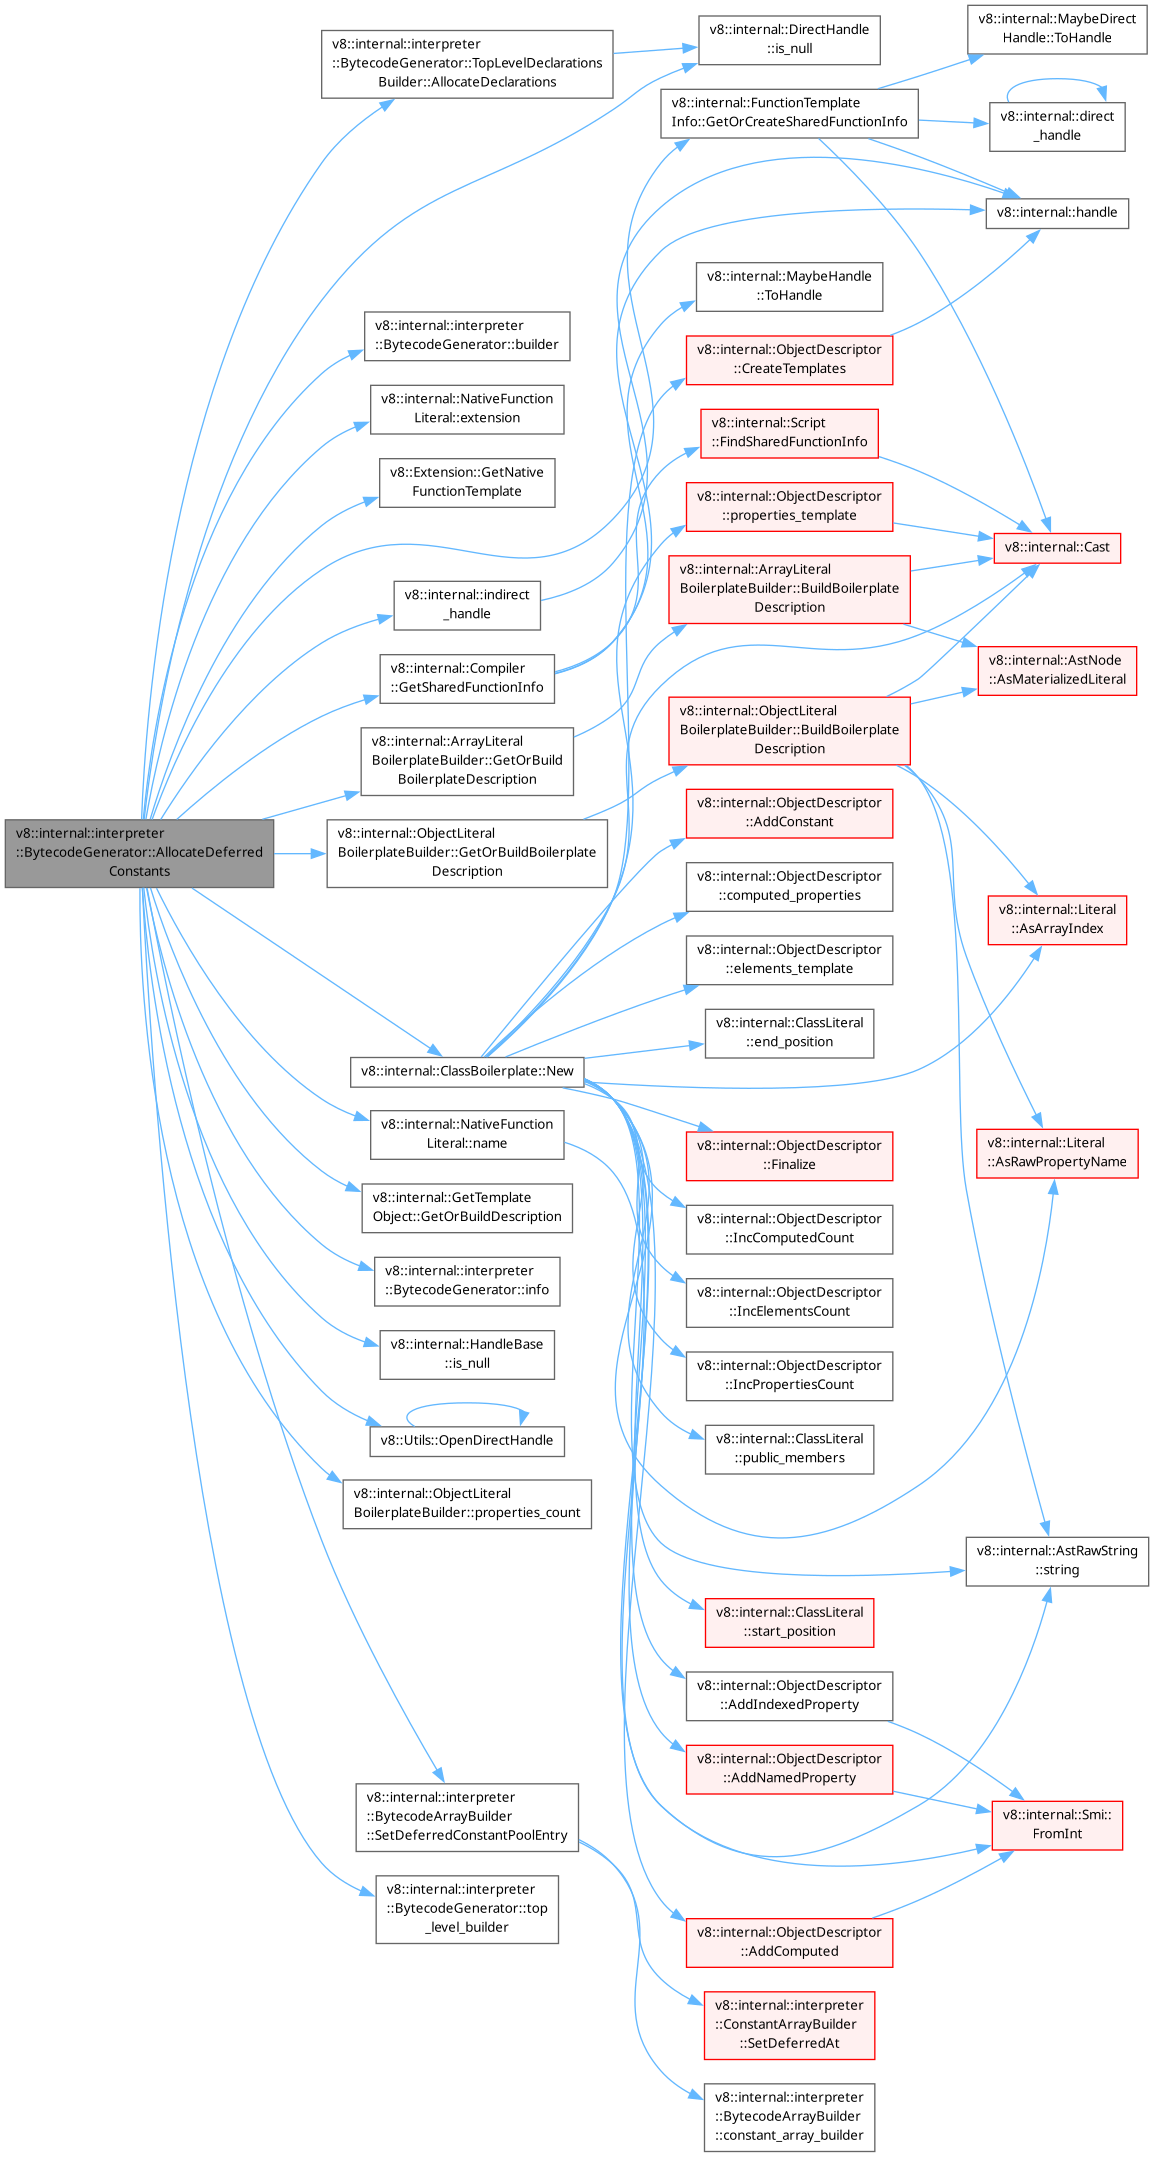 v8::internal::interpreter
::BytecodeGenerator::AllocateDeferred
Constants
v8::internal::interpreter
::BytecodeGenerator::TopLevelDeclarations
Builder::AllocateDeclarations
v8::internal::DirectHandle
::is_null
v8::internal::interpreter
::BytecodeGenerator::builder
v8::internal::NativeFunction
Literal::extension
v8::Extension::GetNative
FunctionTemplate
v8::internal::indirect
_handle
v8::internal::Compiler
::GetSharedFunctionInfo
v8::internal::ArrayLiteral
BoilerplateBuilder::GetOrBuild
BoilerplateDescription
v8::internal::ObjectLiteral
BoilerplateBuilder::GetOrBuildBoilerplate
Description
v8::internal::ClassBoilerplate::New
v8::internal::NativeFunction
Literal::name
v8::internal::GetTemplate
Object::GetOrBuildDescription
v8::internal::interpreter
::BytecodeGenerator::info
v8::internal::HandleBase
::is_null
v8::Utils::OpenDirectHandle
v8::internal::ObjectLiteral
BoilerplateBuilder::properties_count
v8::internal::interpreter
::BytecodeArrayBuilder
::SetDeferredConstantPoolEntry
v8::internal::interpreter
::BytecodeGenerator::top
_level_builder
v8::internal::FunctionTemplate
Info::GetOrCreateSharedFunctionInfo
v8::internal::MaybeHandle
::ToHandle
v8::internal::ObjectDescriptor
::CreateTemplates
v8::internal::Script
::FindSharedFunctionInfo
v8::internal::ObjectDescriptor
::properties_template
v8::internal::ArrayLiteral
BoilerplateBuilder::BuildBoilerplate
Description
v8::internal::ObjectLiteral
BoilerplateBuilder::BuildBoilerplate
Description
v8::internal::ObjectDescriptor
::AddConstant
v8::internal::ObjectDescriptor
::computed_properties
v8::internal::ObjectDescriptor
::elements_template
v8::internal::ClassLiteral
::end_position
v8::internal::ObjectDescriptor
::Finalize
v8::internal::ObjectDescriptor
::IncComputedCount
v8::internal::ObjectDescriptor
::IncElementsCount
v8::internal::ObjectDescriptor
::IncPropertiesCount
v8::internal::ClassLiteral
::public_members
v8::internal::ClassLiteral
::start_position
v8::internal::ObjectDescriptor
::AddIndexedProperty
v8::internal::ObjectDescriptor
::AddNamedProperty
v8::internal::ObjectDescriptor
::AddComputed
v8::internal::interpreter
::ConstantArrayBuilder
::SetDeferredAt
v8::internal::interpreter
::BytecodeArrayBuilder
::constant_array_builder
v8::internal::MaybeDirect
Handle::ToHandle
v8::internal::direct
_handle
v8::internal::handle
v8::internal::Cast
v8::internal::AstNode
::AsMaterializedLiteral
v8::internal::Literal
::AsArrayIndex
v8::internal::Literal
::AsRawPropertyName
v8::internal::AstRawString
::string
v8::internal::Smi::
FromInt